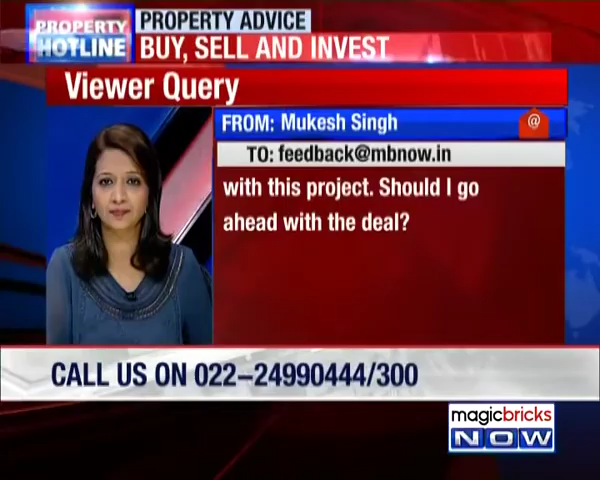 PROPERTY
HOTLINE
PROPERTY ADVICE
BUY, SELL AND INVEST
Viewer Query
FROM: Mukesh Singh
@
TO: feedback@mbnow.in
with this project. Should I go
ahead with the deal?
CALL US ON 022-24990444/300
magicbricks
NOW